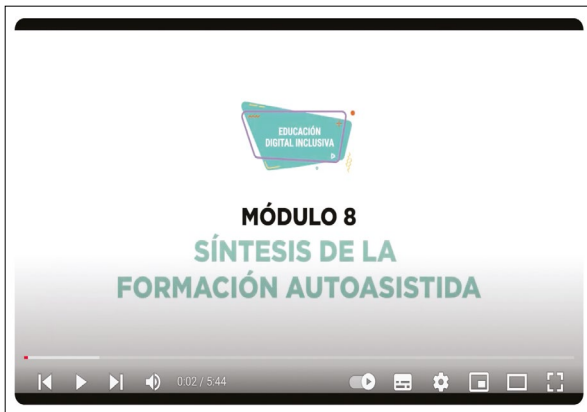 EDUCACIÓN
DIGITAL INCLUSIVA
MÓDULO 8
SÍNTESIS DE LA
FORMACIÓN AUTOASISTIDA
0:02 / 5:44